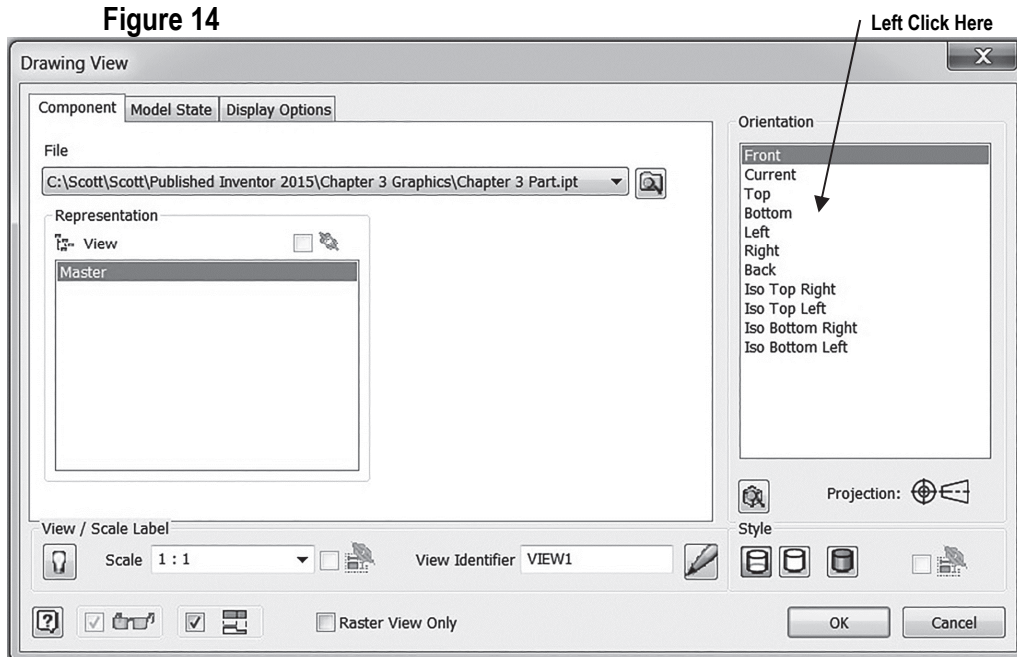 Figure 14
Left Click Here
Drawing View
X
Component Model State Display Options
File
C:\Scott\Scott\Published Inventor 2015\Chapter 3 Graphics\Chapter 3 Part.ipt
Representation
View
Master
Orientation
Front
Current
Top
Bottom
Left
Right
Back
Iso Top Right
Iso Top Left
Iso Bottom Right
Iso Bottom Left
Projection:
View / Scale Label
Scale 1 : 1
View Identifier VIEW1
Style
?
Raster View Only
OK
Cancel